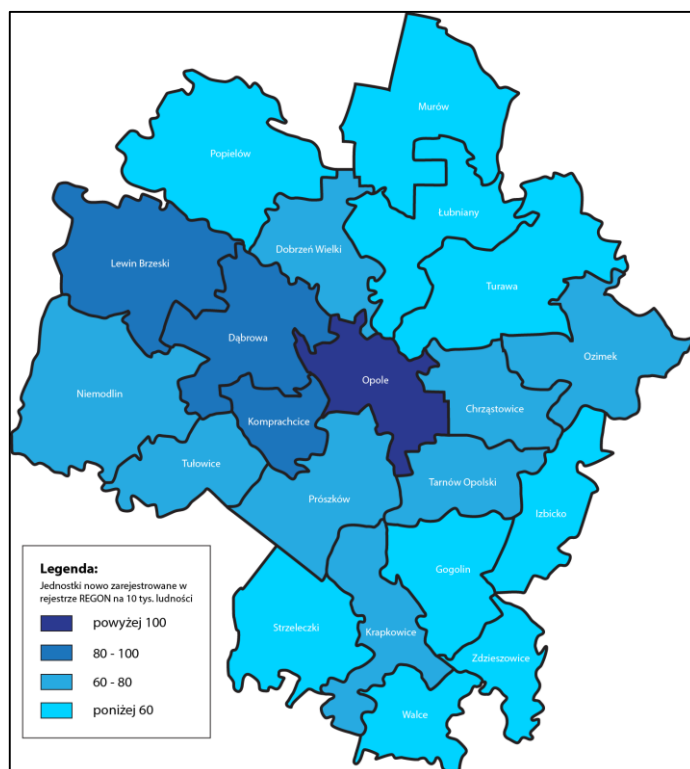 Murów
Popielów
Łubniany
Dobrzeń Wielki
Lewin Brzeski
Turawa
Dąbrowa
Ozimek
Opole
Niemodlin
Chrząstowice
Komprachcice
Tułowice
Tarnów Opolski
Prószków
Izbicko
Gogolin
Strzeleczki
Krapkowice
Zdzieszowice
Walce
Legenda:
Jednostki nowo zarejestrowane w
rejestrze REGON na 10 tys. ludności
powyżej 100
80 - 100
60 - 80
poniżej 60